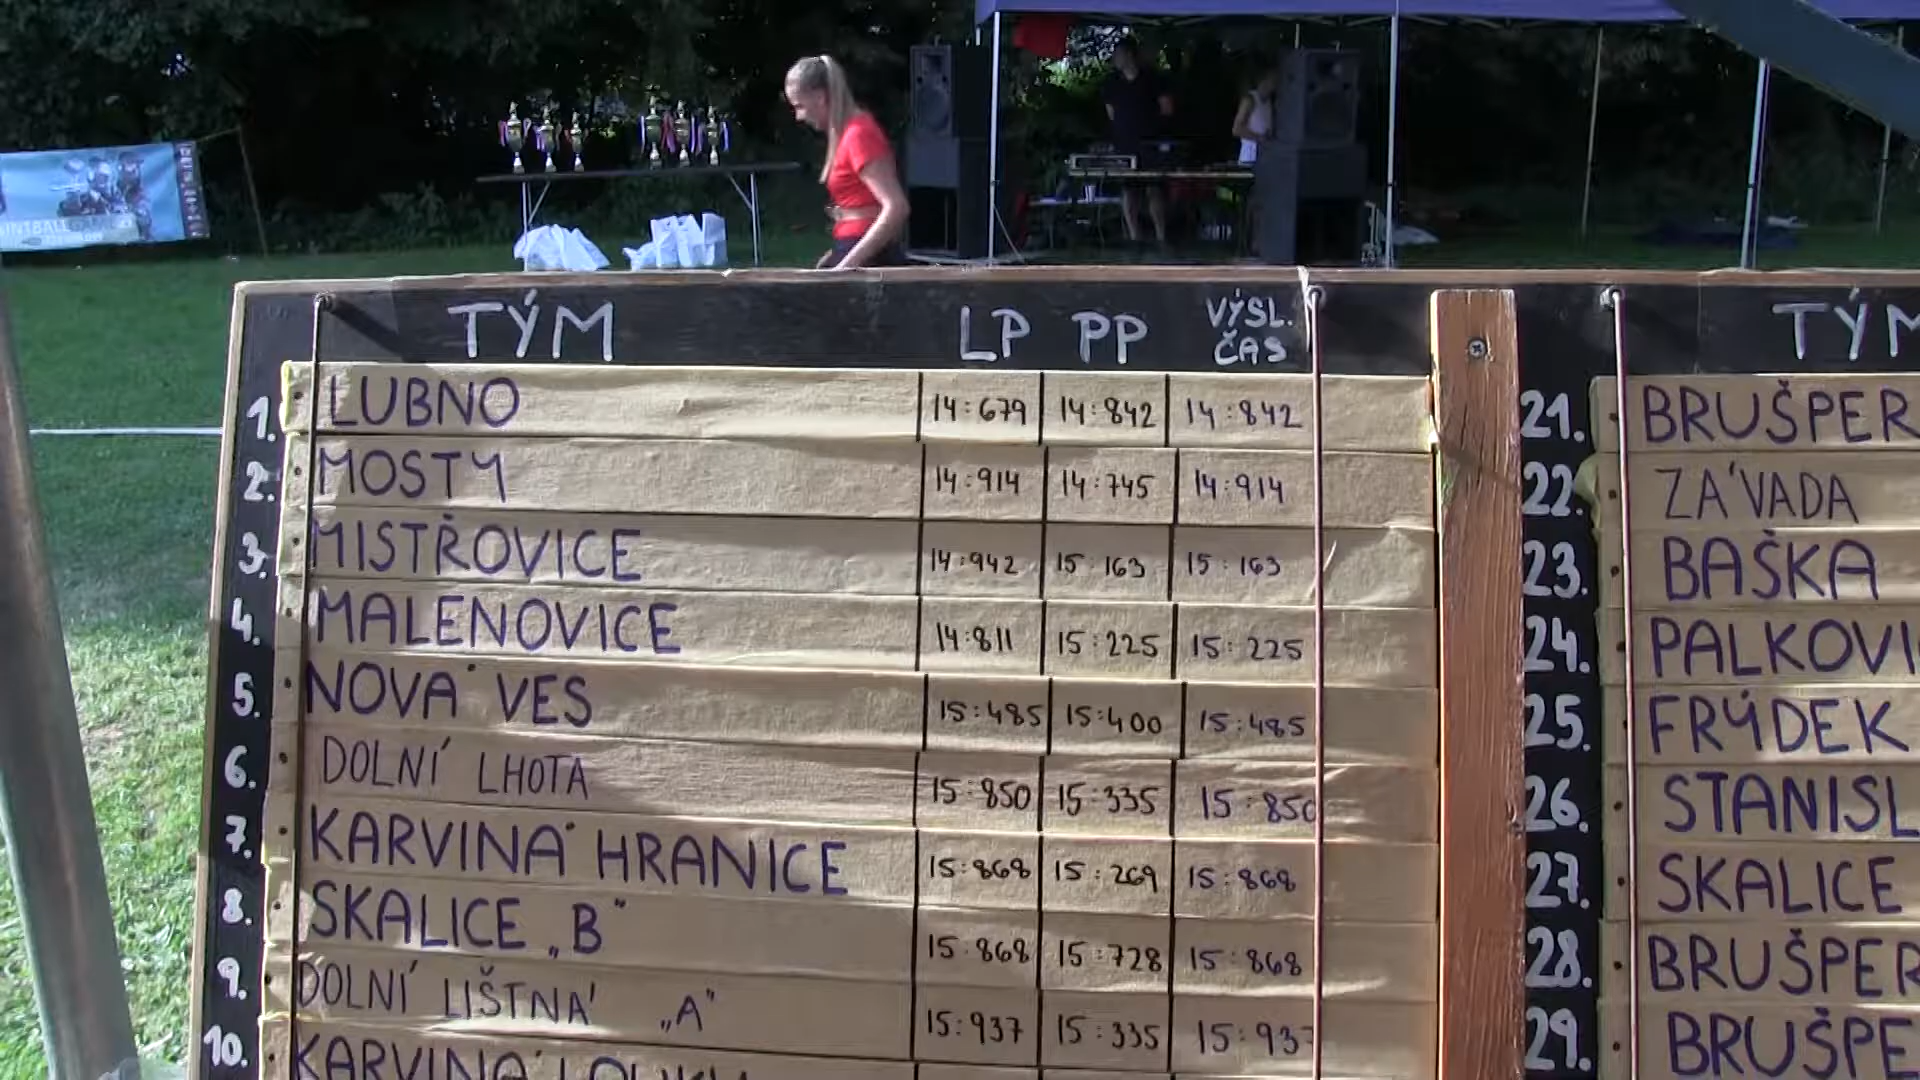 TÝM LP PP VÝSL. ČAS
1. LUBNO 14:679 14:842 14:842
2. MOSTY 14:914 14:745 14:914
3. MISTŘOVICE 14:942 15:163 15:163
4. MALENOVICE 14:811 15:225 15:225
5. NOVÁ VES 15:485 15:400 15:485
6. DOLNÍ LHOTA 15:850 15:335 15:850
7. KARVINÁ HRANICE 15:868 15:269 15:868
8. SKALICE „B" 15:868 15:728 15:868
9. DOLNÍ LIŠTNÁ „A" 15:937 15:335 15:937
10. KARVINÁ
TÝM
21. BRUŠPER
22. ZÁVADA
23. BAŠKA
24. PALKOVI
25. FRÝDEK
26. STANISL
27. SKALICE
28. BRUŠPER
29. BRUŠPE